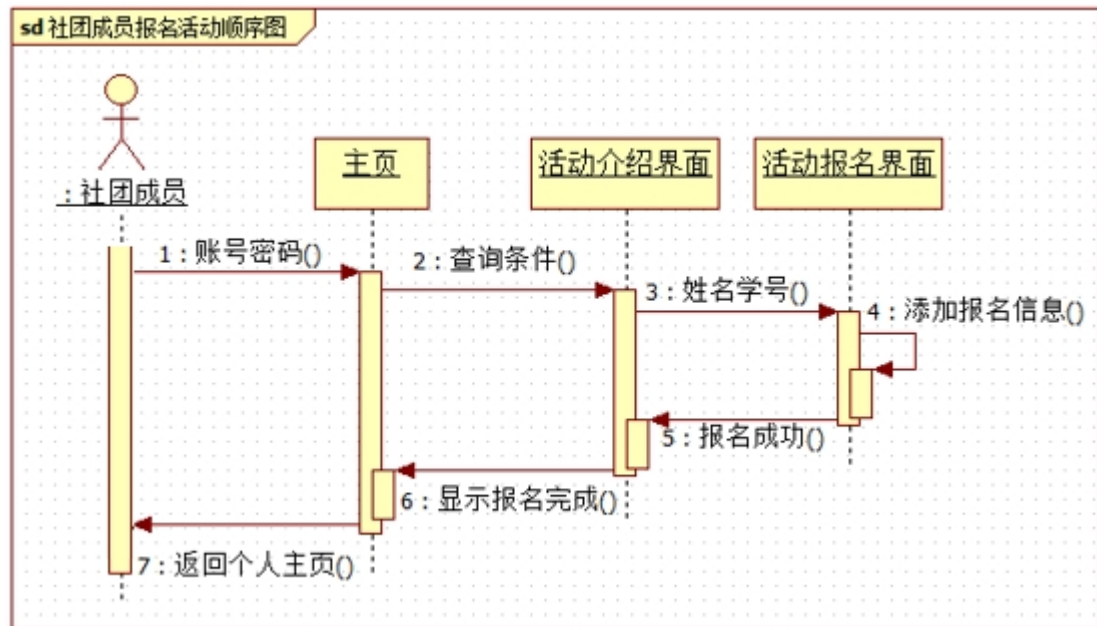 sd 社团成员报名活动顺序图
: 社团成员
主页
活动介绍界面
活动报名界面
1 : 账号密码()
2 : 查询条件()
3 : 姓名学号()
4 : 添加报名信息()
5 : 报名成功()
6 : 显示报名完成()
7 : 返回个人主页()